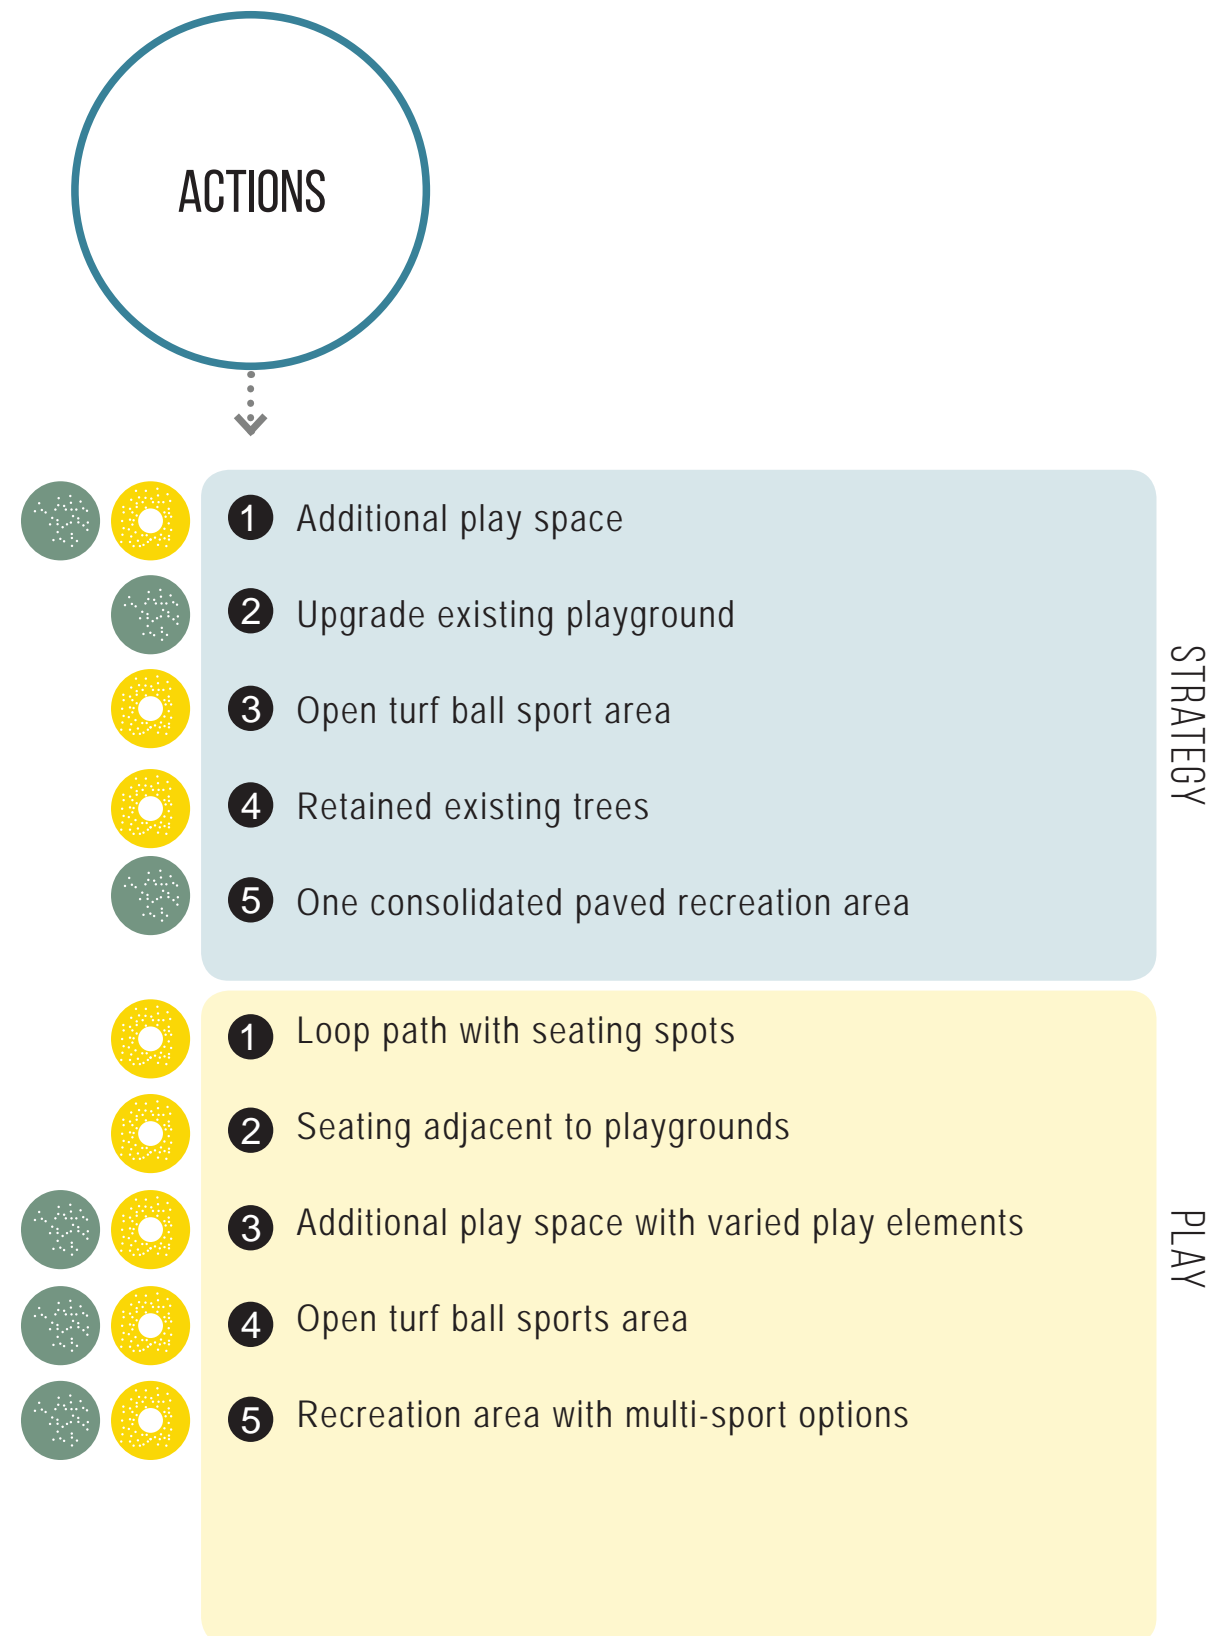 ACTIONS
1 Additional play space
2 Upgrade existing playground
3 Open turf ball sport area
4 Retained existing trees
5 One consolidated paved recreation area
STRATEGY
1 Loop path with seating spots
2 Seating adjacent to playgrounds
3 Additional play space with varied play elements
4 Open turf ball sports area
5 Recreation area with multi-sport options
PLAY